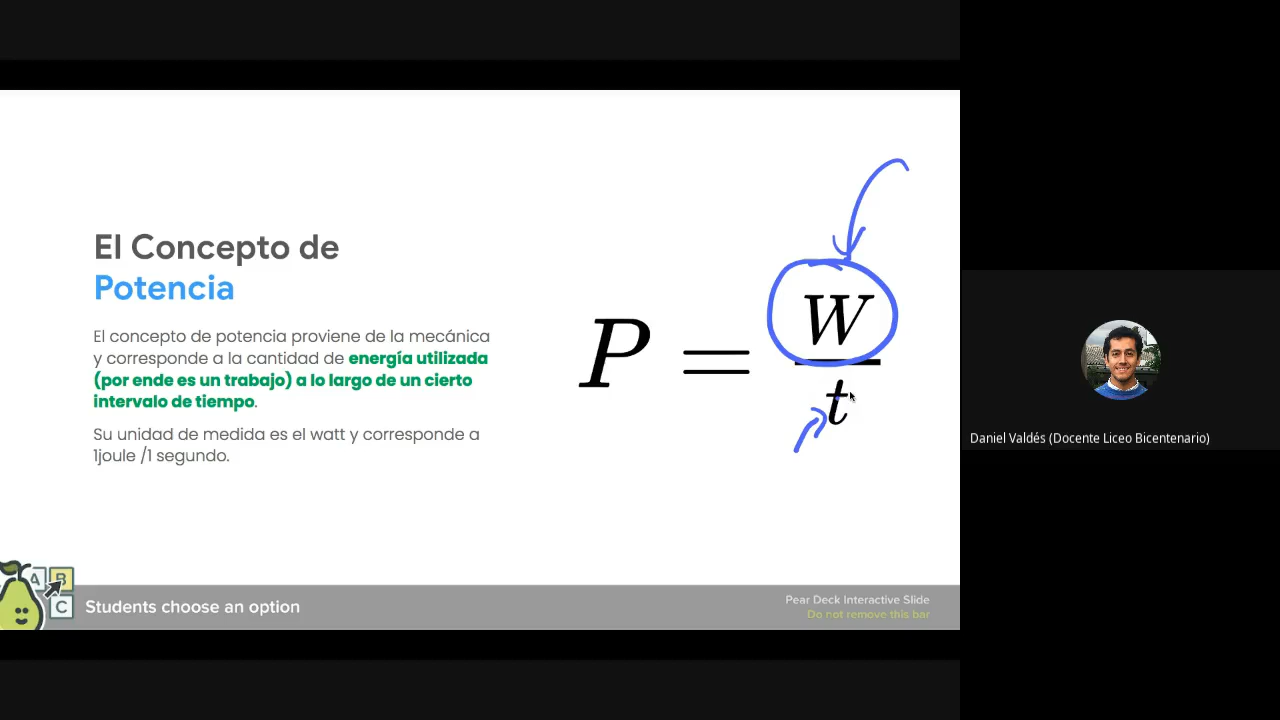 El Concepto de
Potencia
El concepto de potencia proviene de la mecánica
y corresponde a la cantidad de energía utilizada
(por ende es un trabajo) a lo largo de un cierto
intervalo de tiempo.
Su unidad de medida es el watt y corresponde a
1joule /1 segundo.
P = W
t
A B
C
Students choose an option
Pear Deck Interactive Slide
Do not remove this bar
Daniel Valdés (Docente Liceo Bicentenario)